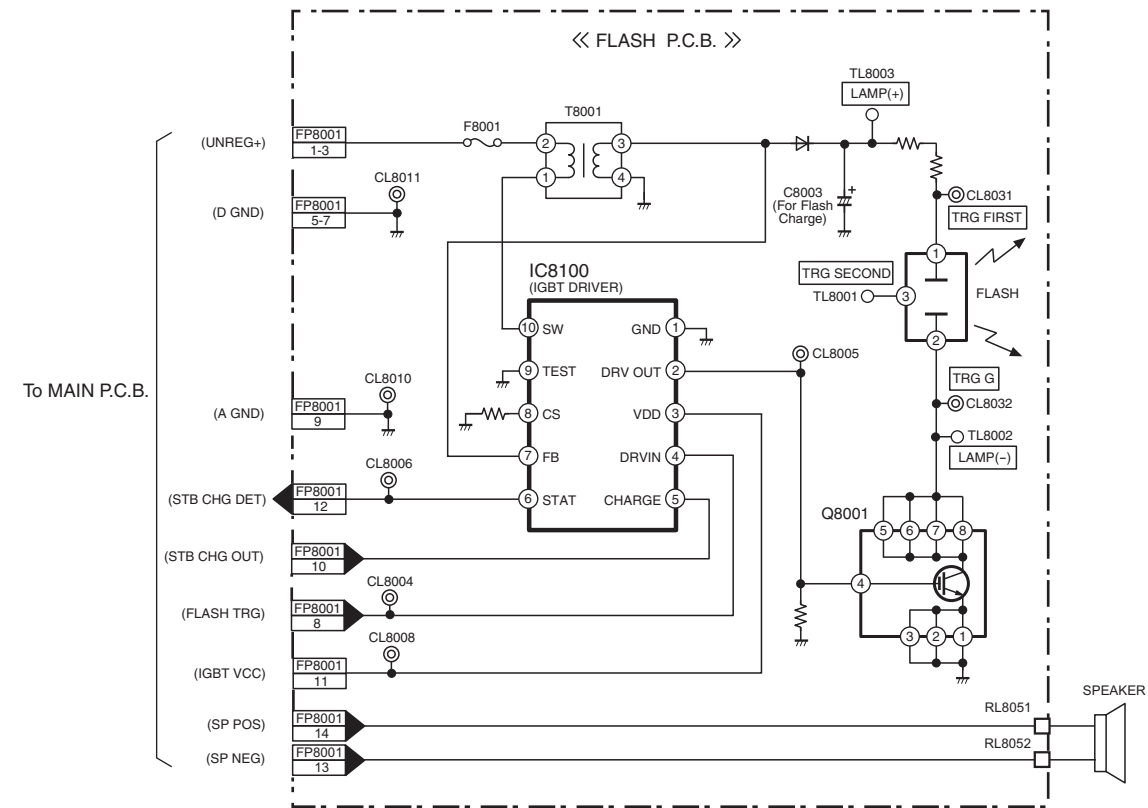 << FLASH P.C.B. >>
TL8003
LAMP(+)
T8001
F8001
(UNREG+)
FP8001
1-3
2
3
1
4
CL8011
(D GND)
FP8001
5-7
C8003
(For Flash
Charge)
+
CL8031
TRG FIRST
1
TRG SECOND
TL8001
3
FLASH
2
IC8100
(IGBT DRIVER)
10 SW
GND 1
9 TEST
DRV OUT 2
8 CS
VDD 3
7 FB
DRVIN 4
6 STAT
CHARGE 5
CL8005
TRG G
CL8032
TL8002
LAMP(−)
To MAIN P.C.B.
CL8010
(A GND)
FP8001
9
CL8006
(STB CHG DET)
FP8001
12
Q8001
5 6 7 8
4
3 2 1
(STB CHG OUT)
FP8001
10
CL8004
(FLASH TRG)
FP8001
8
CL8008
(IGBT VCC)
FP8001
11
SPEAKER
(SP POS)
FP8001
14
RL8051
(SP NEG)
FP8001
13
RL8052